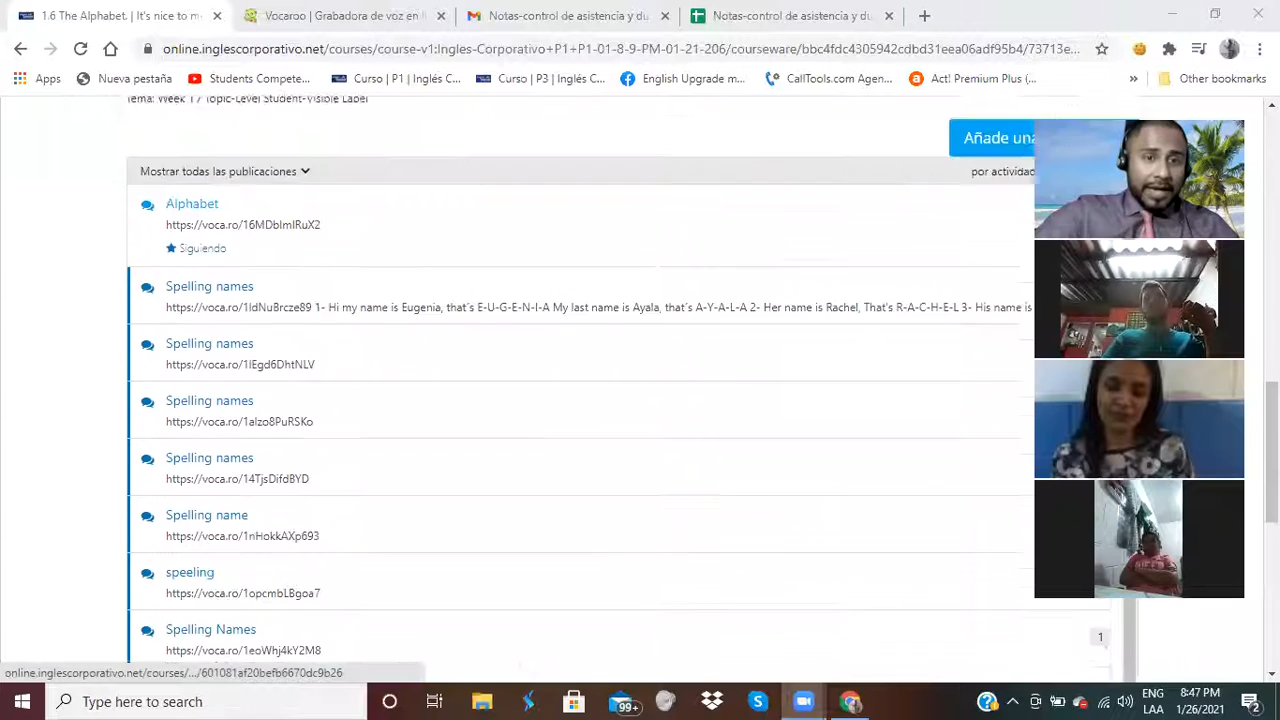 1.6 The Alphabet. | It's nice to m
Vocaroo | Grabadora de voz en l
Notas-control de asistencia y du
Notas-control de asistencia y du
online.inglescorporativo.net/courses/course-v1:Ingles-Corporativo+P1+P1-01-8-9-PM-01-21-206/courseware/bbc4fdc4305942cdbd31eea06adf95b4/73713e...
Apps
Nueva pestaña
Students Compete...
Curso | P1 | Inglés C...
Curso | P3 | Inglés C...
English Upgrade m...
CallTools.com Agen...
Act! Premium Plus (...
»
Other bookmarks
Tema: Week 1 / Topic-Level Student-Visible Label
Añade una
Mostrar todas las publicaciones
por actividad
Alphabet
https://voca.ro/16MDbImIRuX2
Siguiendo
Spelling names
https://voca.ro/1ldNuBrcze89 1- Hi my name is Eugenia, that´s E-U-G-E-N-I-A My last name is Ayala, that´s A-Y-A-L-A 2- Her name is Rachel, That's R-A-C-H-E-L 3- His name is
Spelling names
https://voca.ro/1lEgd6DhtNLV
Spelling names
https://voca.ro/1alzo8PuRSKo
Spelling names
https://voca.ro/14TjsDifdBYD
Spelling name
https://voca.ro/1nHokkAXp693
speeling
https://voca.ro/1opcmbLBgoa7
Spelling Names
1
https://voca.ro/1eoWhj4kY2M8
online.inglescorporativo.net/courses/.../601081af20befb6670dc9b26
Type here to search
99+
ENG
LAA
8:47 PM
1/26/2021
2